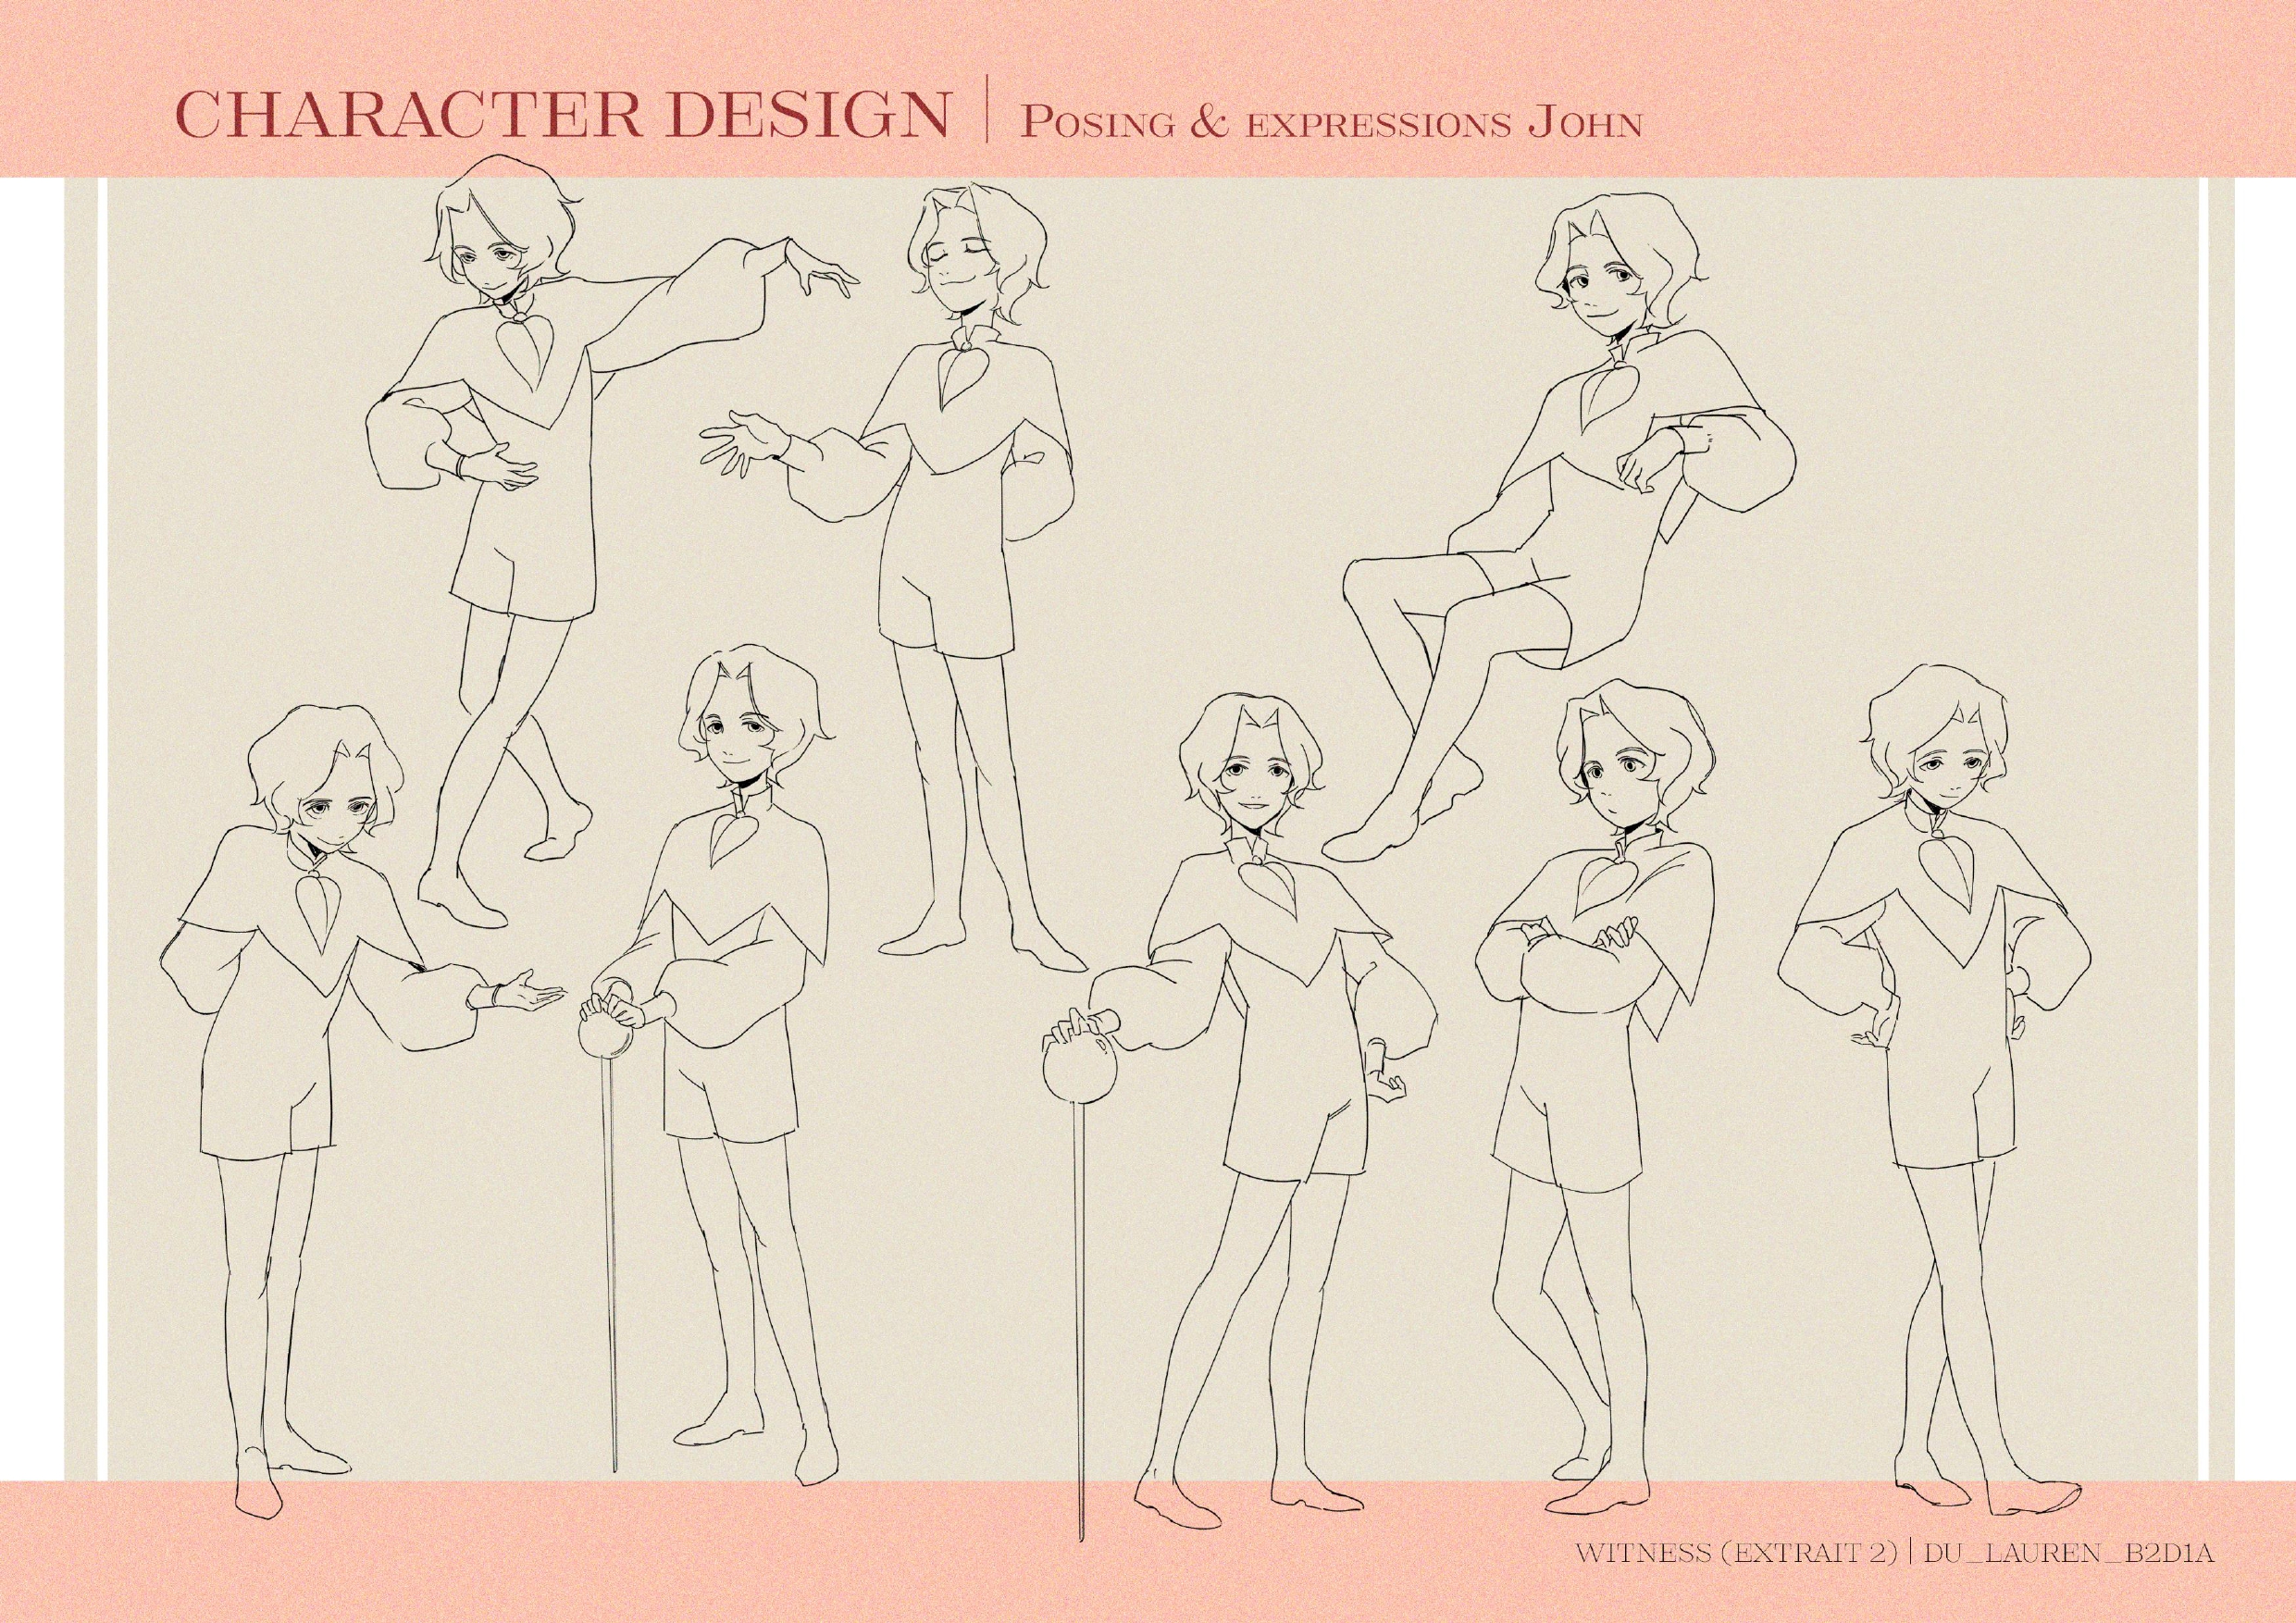 CHARACTER DESIGN | Posing & expressions John
WITNESS (EXTRAIT 2) | DU_LAUREN_B2D1A